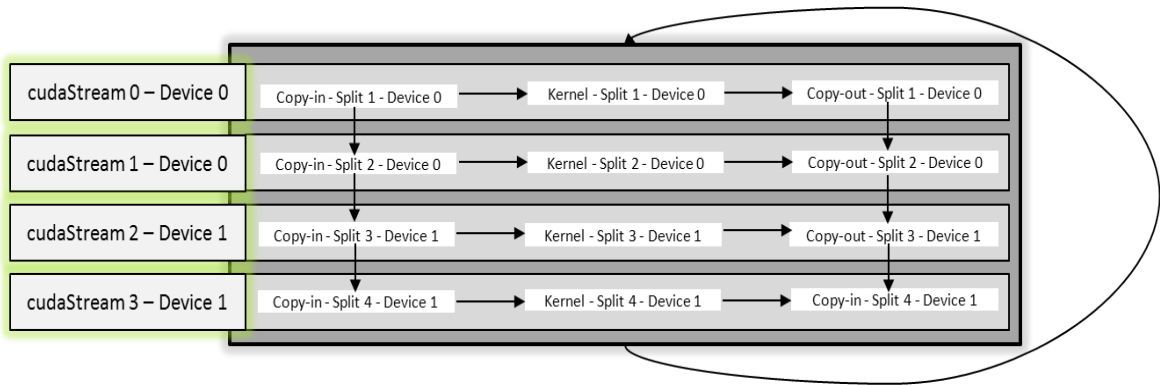 cudaStream 0 – Device 0
Copy-in - Split 1 - Device 0
Kernel - Split 1 - Device 0
Copy-out - Split 1 - Device 0
cudaStream 1 – Device 0
Copy-in - Split 2 - Device 0
Kernel - Split 2 - Device 0
Copy-out - Split 2 - Device 0
cudaStream 2 – Device 1
Copy-in - Split 3 - Device 1
Kernel - Split 3 - Device 1
Copy-out - Split 3 - Device 1
cudaStream 3 – Device 1
Copy-in - Split 4 - Device 1
Kernel - Split 4 - Device 1
Copy-in - Split 4 - Device 1